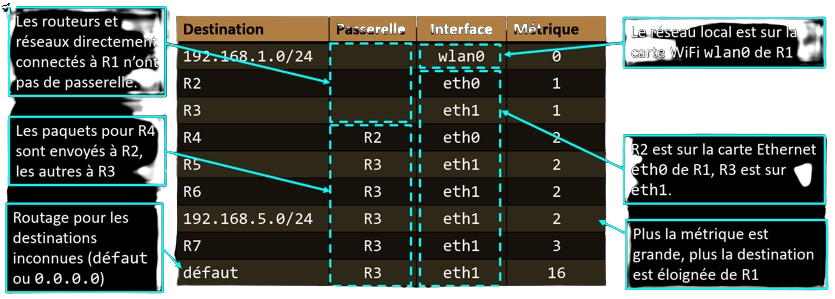 Les routeurs et
réseaux directement
connectés à R1 n'ont
pas de passerelle.
Les paquets pour R4
sont envoyés à R2,
les autres à R3
Routage pour les
destinations
inconnues (défaut
ou 0.0.0.0)
Destination Passerelle Interface Métrique
192.168.1.0/24 wlan0 0
R2 eth0 1
R3 eth1 1
R4 R2 eth0 2
R5 R3 eth1 2
R6 R3 eth1 2
192.168.5.0/24 R3 eth1 2
R7 R3 eth1 3
défaut R3 eth1 16
Le réseau local est sur la
carte WiFi wlan0 de R1
R2 est sur la carte Ethernet
eth0 de R1, R3 est sur
eth1.
Plus la métrique est
grande, plus la destination
est éloignée de R1